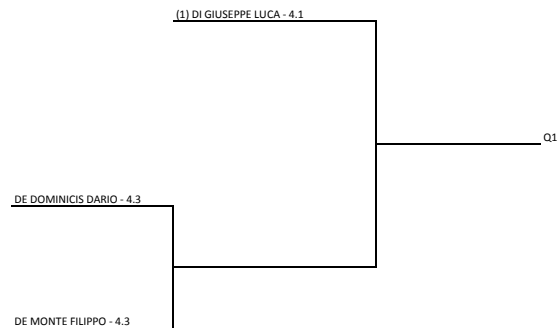 (1) DI GIUSEPPE LUCA - 4.1
Q1
DE DOMINICIS DARIO - 4.3
DE MONTE FILIPPO - 4.3